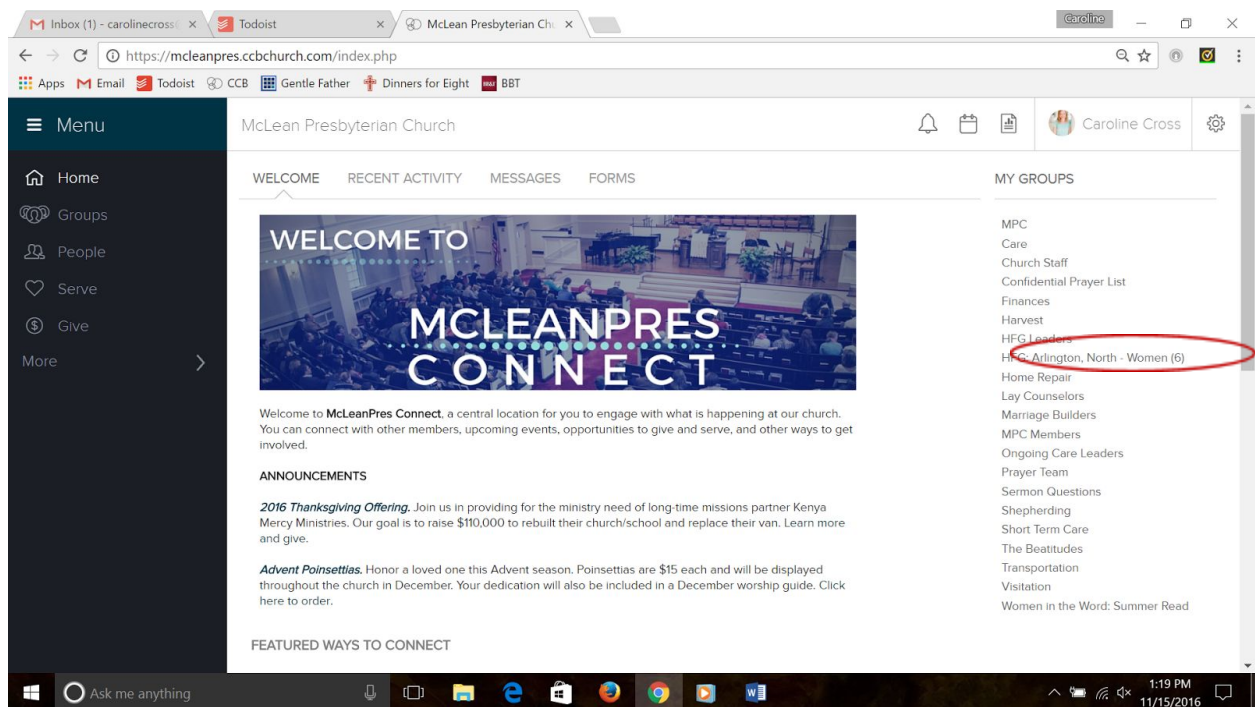 Inbox (1) - carolinecross
Todoist
McLean Presbyterian Chu
Caroline
https://mcleanpres.ccbchurch.com/index.php
Apps Email Todoist CCB Gentle Father Dinners for Eight BB&T BBT
Menu
McLean Presbyterian Church
Caroline Cross
Home
Groups
People
Serve
Give
More
WELCOME RECENT ACTIVITY MESSAGES FORMS
WELCOME TO
MCLEANPRES
CONNECT
Welcome to McLeanPres Connect, a central location for you to engage with what is happening at our church.
You can connect with other members, upcoming events, opportunities to give and serve, and other ways to get
involved.
ANNOUNCEMENTS
2016 Thanksgiving Offering. Join us in providing for the ministry need of long-time missions partner Kenya
Mercy Ministries. Our goal is to raise $110,000 to rebuilt their church/school and replace their van. Learn more
and give.
Advent Poinsettias. Honor a loved one this Advent season. Poinsettias are $15 each and will be displayed
throughout the church in December. Your dedication will also be included in a December worship guide. Click
here to order.
FEATURED WAYS TO CONNECT
MY GROUPS
MPC
Care
Church Staff
Confidential Prayer List
Finances
Harvest
HFG Leaders
HFG: Arlington, North - Women (6)
Home Repair
Lay Counselors
Marriage Builders
MPC Members
Ongoing Care Leaders
Prayer Team
Sermon Questions
Shepherding
Short Term Care
The Beatitudes
Transportation
Visitation
Women in the Word: Summer Read
Ask me anything
1:19 PM
11/15/2016